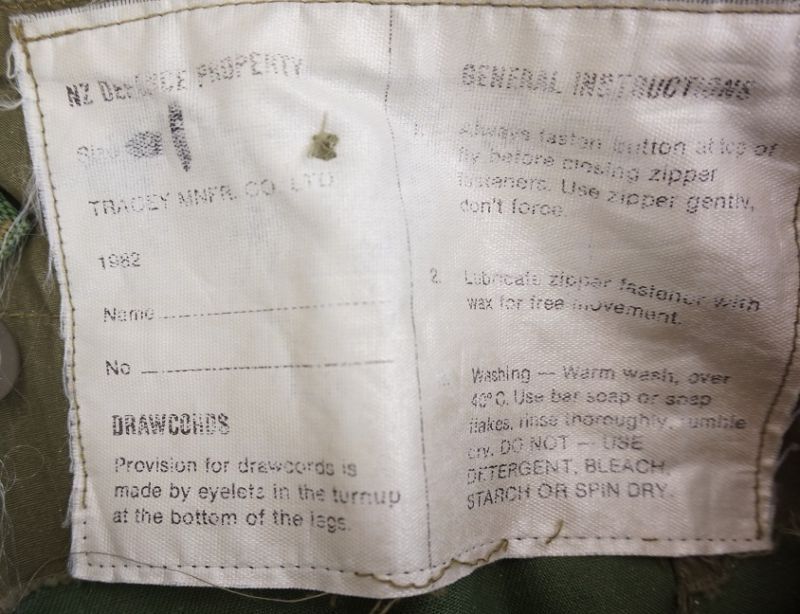 NZ DEFENCE PROPERTY
Size
TRACEY MNFR. CO. LTD
1982
Name
No
DRAWCORDS
Provision for drawcords is
made by eyelets in the turnup
at the bottom of the legs.
GENERAL INSTRUCTIONS
1. Always fasten button at top of
fly before closing zipper
fasteners. Use zipper gently,
don't force.
2. Lubricate zipper fastener with
wax for free movement.
Washing — Warm wash, over
40°C. Use bar soap or soap
flakes, rinse thoroughly, tumble
dry. DO NOT — USE
DETERGENT, BLEACH,
STARCH OR SPIN DRY.